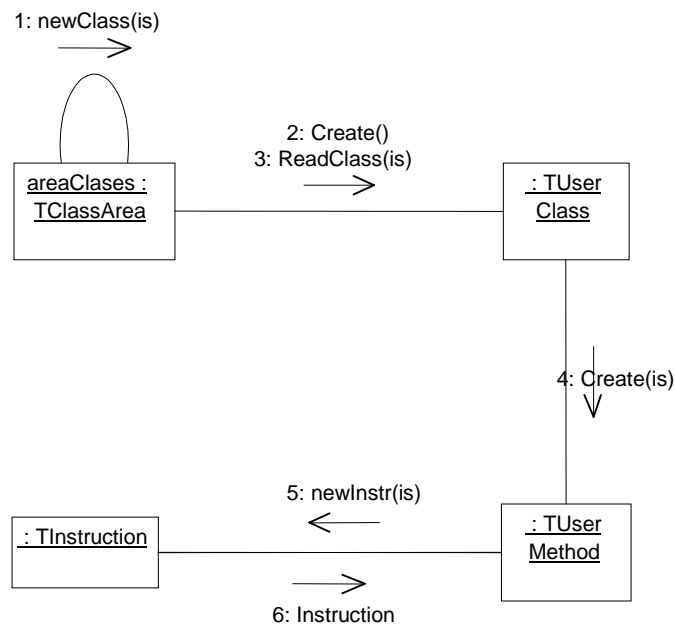 1: newClass(is)
2: Create()
3: ReadClass(is)
areaClases :
TClassArea
: TUser
Class
4: Create(is)
5: newInstr(is)
: TInstruction
: TUser
Method
6: Instruction